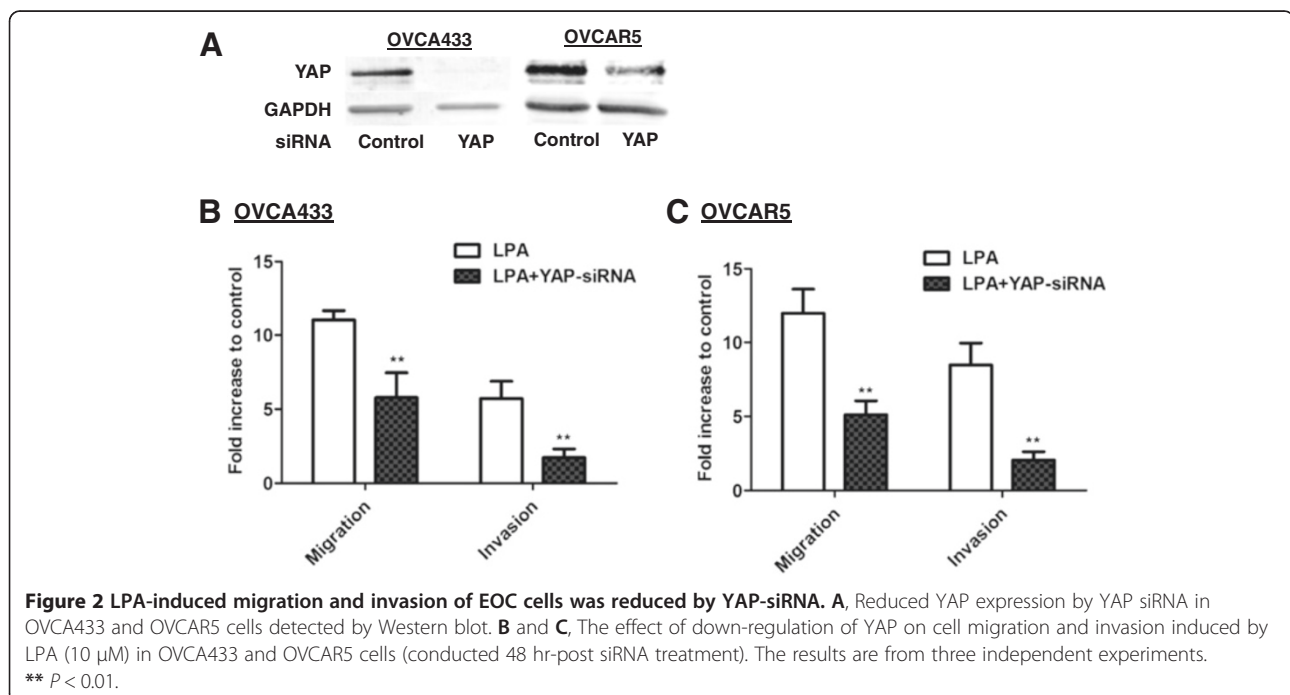 A
OVCA433 OVCAR5
YAP
GAPDH
siRNA Control YAP Control YAP
B OVCA433
LPA
LPA+YAP-siRNA
Fold increase to control
15
10
5
0
**
**
Migration
Invasion
C OVCAR5
LPA
LPA+YAP-siRNA
Fold increase to control
15
10
5
0
**
**
Migration
Invasion
Figure 2 LPA-induced migration and invasion of EOC cells was reduced by YAP-siRNA. A, Reduced YAP expression by YAP siRNA in
OVCA433 and OVCAR5 cells detected by Western blot. B and C, The effect of down-regulation of YAP on cell migration and invasion induced by
LPA (10 μM) in OVCA433 and OVCAR5 cells (conducted 48 hr-post siRNA treatment). The results are from three independent experiments.
** P < 0.01.